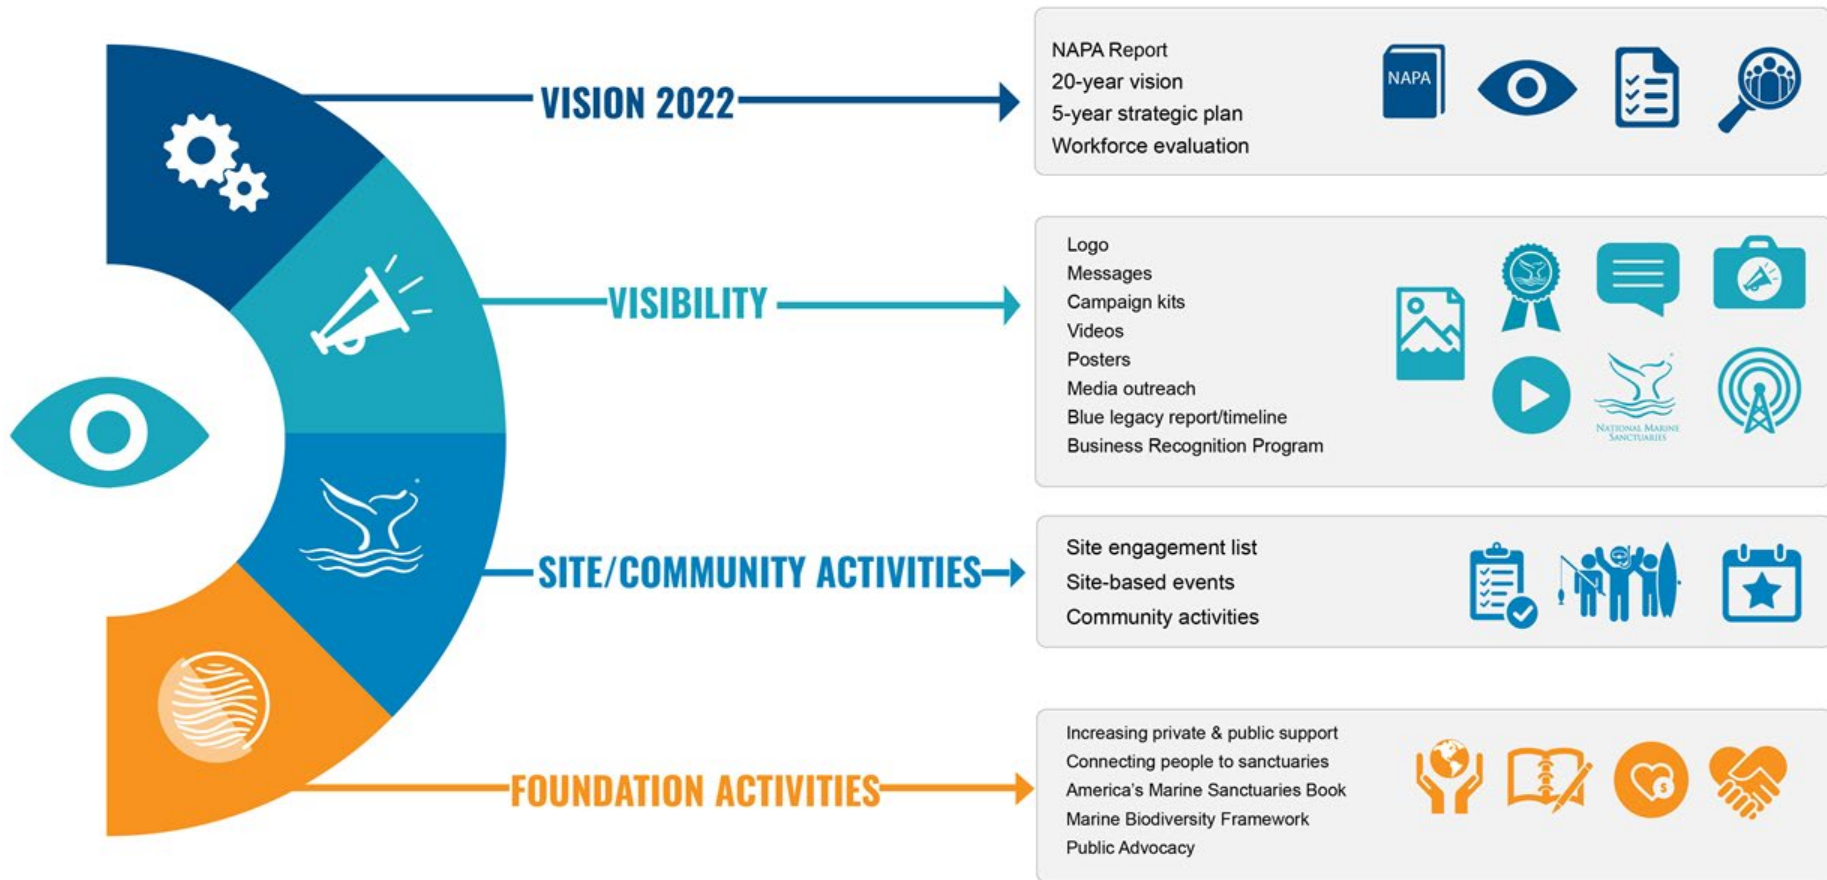 VISION 2022
NAPA Report
20-year vision
5-year strategic plan
Workforce evaluation
NAPA
VISIBILITY
Logo
Messages
Campaign kits
Videos
Posters
Media outreach
Blue legacy report/timeline
Business Recognition Program
NATIONAL MARINE
SANCTUARIES
SITE/COMMUNITY ACTIVITIES
Site engagement list
Site-based events
Community activities
FOUNDATION ACTIVITIES
Increasing private & public support
Connecting people to sanctuaries
America's Marine Sanctuaries Book
Marine Biodiversity Framework
Public Advocacy
$